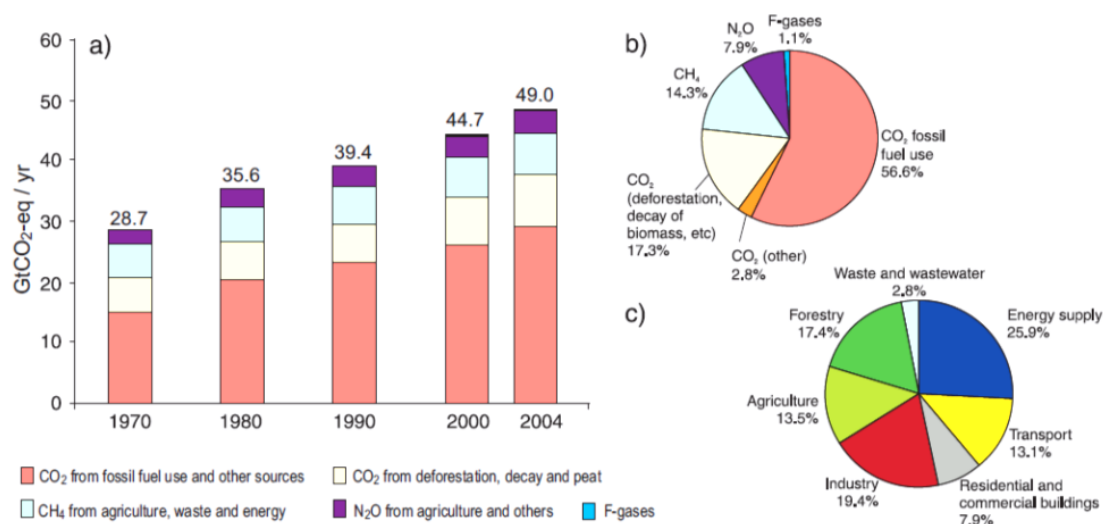 a)
GtCO₂-eq / yr
60
50
40
30
20
10
0
28.7
35.6
39.4
44.7
49.0
1970
1980
1990
2000
2004
CO₂ from fossil fuel use and other sources
CO₂ from deforestation, decay and peat
CH₄ from agriculture, waste and energy
N₂O from agriculture and others
F-gases
b)
F-gases
1.1%
N₂O
7.9%
CH₄
14.3%
CO₂
(deforestation,
decay of
biomass, etc)
17.3%
CO₂ (other)
2.8%
CO₂ fossil
fuel use
56.6%
c)
Waste and wastewater
2.8%
Forestry
17.4%
Energy supply
25.9%
Agriculture
13.5%
Transport
13.1%
Industry
19.4%
Residential and
commercial buildings
7.9%